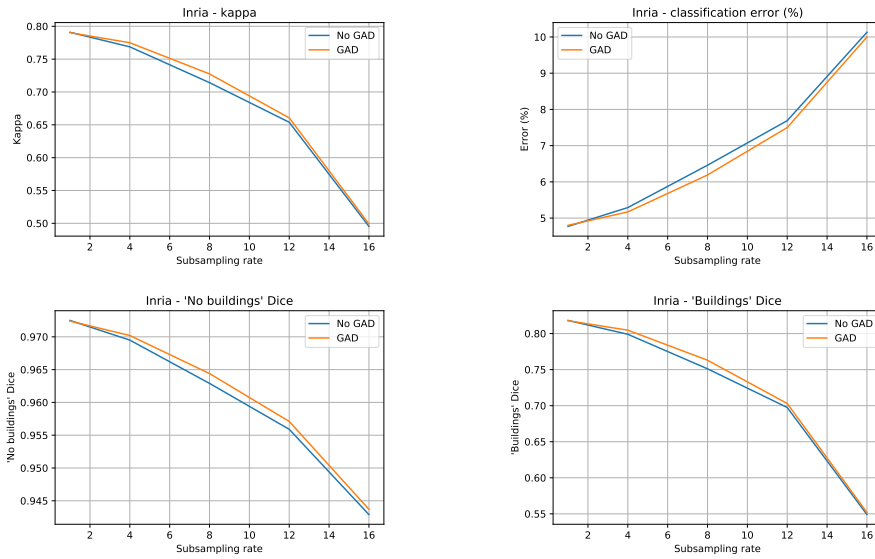 Inria - kappa
Kappa
0.80
0.75
0.70
0.65
0.60
0.55
0.50
No GAD
GAD
2 4 6 8 10 12 14 16
Subsampling rate
Inria - classification error (%)
Error (%)
10
9
8
7
6
5
No GAD
GAD
2 4 6 8 10 12 14 16
Subsampling rate
Inria - 'No buildings' Dice
'No buildings' Dice
0.970
0.965
0.960
0.955
0.950
0.945
No GAD
GAD
2 4 6 8 10 12 14 16
Subsampling rate
Inria - 'Buildings' Dice
'Buildings' Dice
0.80
0.75
0.70
0.65
0.60
0.55
No GAD
GAD
2 4 6 8 10 12 14 16
Subsampling rate